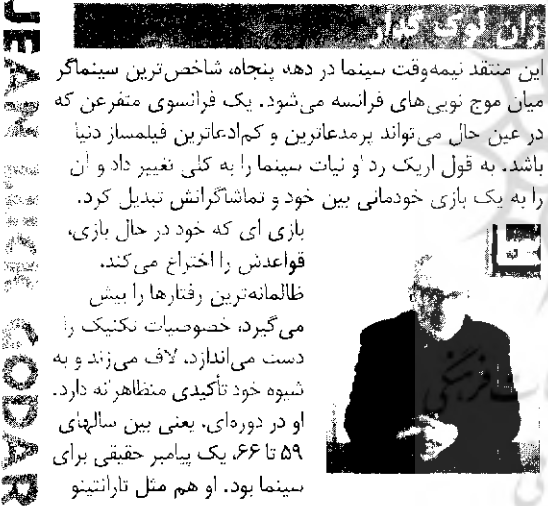 ژان لوک گدار
این منتقد نیمه‌وقت سینما در دهه پنجاه، شاخص‌ترین سینماگر
میان موج نویی‌های فرانسه می‌شود. یک فرانسوی متفرعن که
در عین حال می‌تواند پرمدعاترین و کم‌ادعاترین فیلمساز دنیا
باشد. به قول اریک رد او نیات سینما را به کلی تغییر داد و آن
را به یک بازی خودمانی بین خود و تماشاگرانش تبدیل کرد.
بازی ای که خود در حال بازی،
قواعدش را اختراع می‌کند.
ظالمانه‌ترین رفتارها را پیش
می‌گیرد، خصوصیات تکنیک را
دست می‌اندازد، لاف می‌زند و به
شیوه خود تأکیدی متظاهرانه دارد.
او در دوره‌ای، یعنی بین سالهای
۵۹ تا ۶۶، یک پیامبر حقیقی برای
سینما بود. او هم مثل تارانتینو
JEAN LUCK GODAR